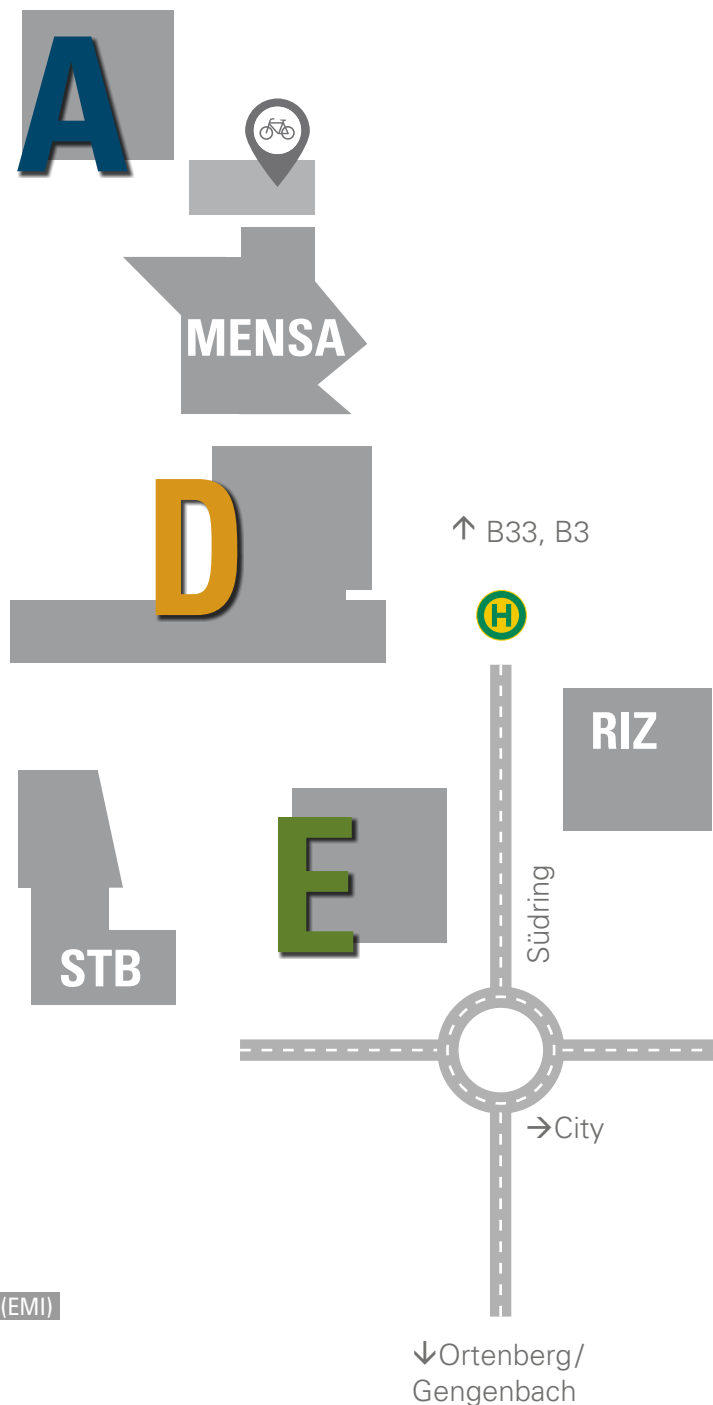 A
MENSA
D
↑ B33, B3
H
RIZ
E
Südring
STB
→City
(EMI)
↓Ortenberg/
Gengenbach